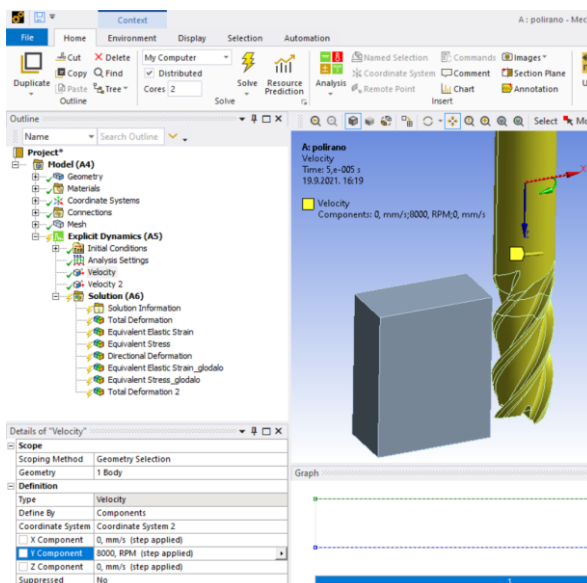 Context
A : polirano - Mec
File Home Environment Display Selection Automation
Duplicate
Cut
Copy
Paste
Delete
Find
Tree
Outline
My Computer
Distributed
Cores 2
Solve
Resource Prediction
Solve
Analysis
Named Selection
Coordinate System
Remote Point
Commands
Comment
Chart
Images
Section Plane
Annotation
Insert
Outline
Name Search Outline
Select Mo
Project*
Model (A4)
Geometry
Materials
Coordinate Systems
Connections
Mesh
Explicit Dynamics (A5)
Initial Conditions
Analysis Settings
Velocity
Velocity 2
Solution (A6)
Solution Information
Total Deformation
Equivalent Elastic Strain
Equivalent Stress
Directional Deformation
Equivalent Elastic Strain_glodalo
Equivalent Stress_glodalo
Total Deformation 2
A: polirano
Velocity
Time: 5,e-005 s
19.9.2021. 16:19
Velocity
Components: 0, mm/s;8000, RPM;0, mm/s
X
Details of "Velocity"
Scope
Scoping Method Geometry Selection
Geometry 1 Body
Definition
Type Velocity
Define By Components
Coordinate System Coordinate System 2
X Component 0, mm/s (step applied)
Y Component 8000, RPM (step applied)
Z Component 0, mm/s (step applied)
Suppressed No
Graph
1